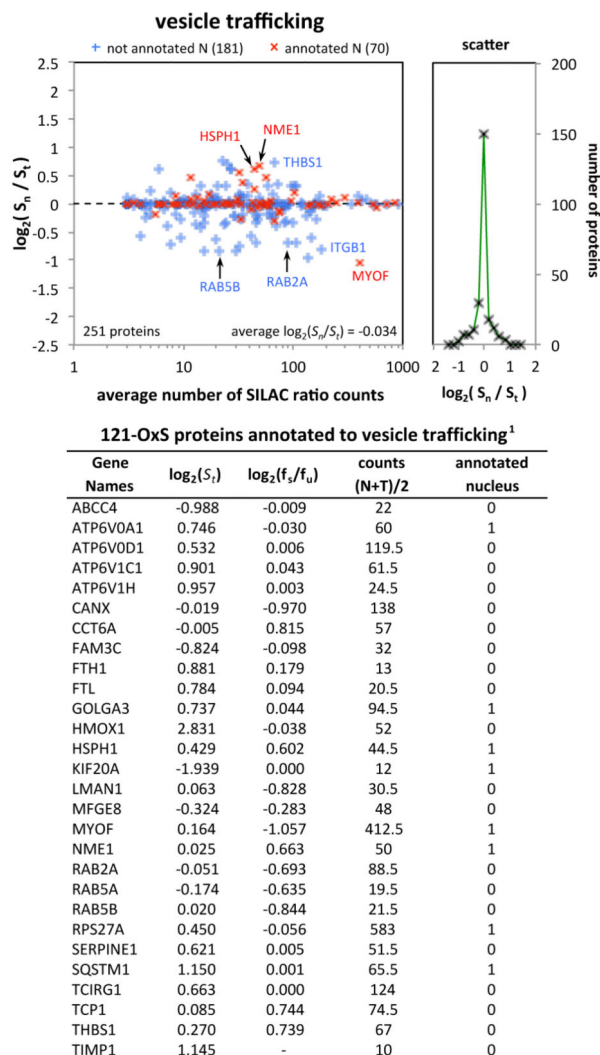 vesicle trafficking
+ not annotated N (181) × annotated N (70)
scatter
2.5
2
1.5
1
0.5
0
-0.5
-1
-1.5
-2
-2.5
log2( Sn / St)
HSPH1
NME1
THBS1
ITGB1
RAB5B
RAB2A
MYOF
251 proteins
average log2(Sn/St) = -0.034
1 10 100 1000
average number of SILAC ratio counts
200
150
100
50
0
number of proteins
2 1 0 1 2
log2( Sn / St )
121-OxS proteins annotated to vesicle trafficking1
Gene Names log2(St) log2(fs/fu) counts (N+T)/2 annotated nucleus
ABCC4 -0.988 -0.009 22 0
ATP6V0A1 0.746 -0.030 60 1
ATP6V0D1 0.532 0.006 119.5 0
ATP6V1C1 0.901 0.043 61.5 0
ATP6V1H 0.957 0.003 24.5 0
CANX -0.019 -0.970 138 0
CCT6A -0.005 0.815 57 0
FAM3C -0.824 -0.098 32 0
FTH1 0.881 0.179 13 0
FTL 0.784 0.094 20.5 0
GOLGA3 0.737 0.044 94.5 1
HMOX1 2.831 -0.038 52 0
HSPH1 0.429 0.602 44.5 1
KIF20A -1.939 0.000 12 1
LMAN1 0.063 -0.828 30.5 0
MFGE8 -0.324 -0.283 48 0
MYOF 0.164 -1.057 412.5 1
NME1 0.025 0.663 50 1
RAB2A -0.051 -0.693 88.5 0
RAB5A -0.174 -0.635 19.5 0
RAB5B 0.020 -0.844 21.5 0
RPS27A 0.450 -0.056 583 1
SERPINE1 0.621 0.005 51.5 0
SQSTM1 1.150 0.001 65.5 1
TCIRG1 0.663 0.000 124 0
TCP1 0.085 0.744 74.5 0
THBS1 0.270 0.739 67 0
TIMP1 1.145 - 10 0